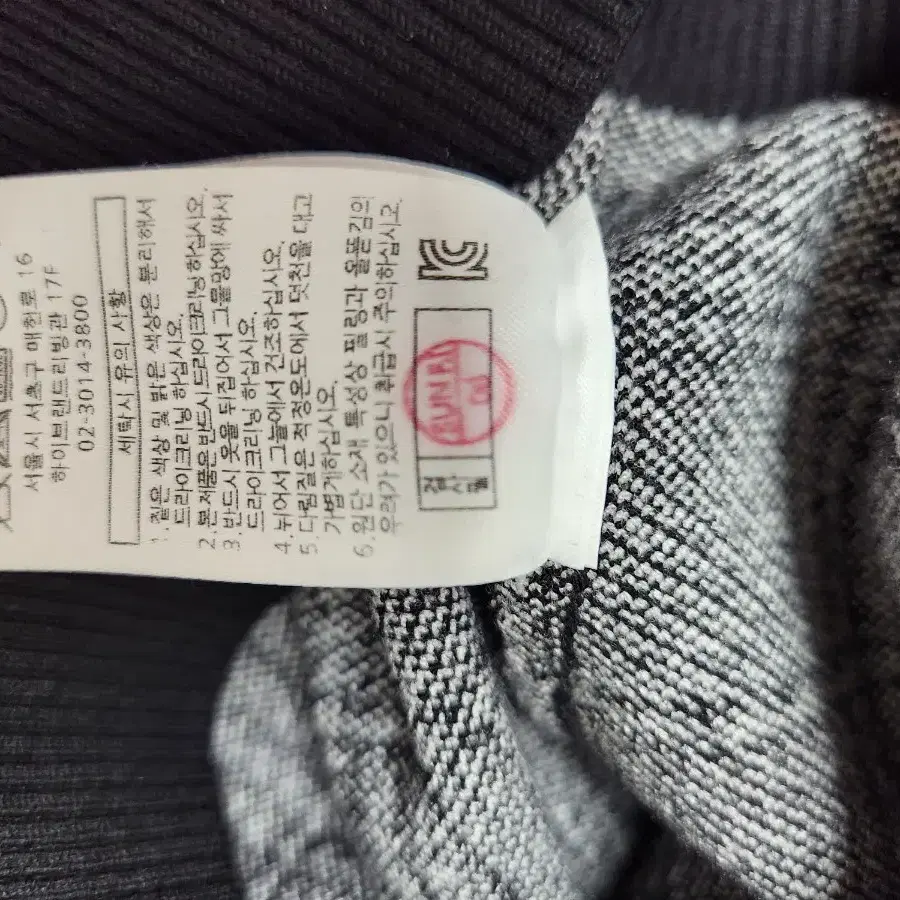 서울시 서초구 매헌로 16
하이브랜드리빙관 17F
02-3014-3800
세탁시 유의 사항
1.짙은 색상 및 밝은 색상은 분리해서
드라이크리닝 하십시오.
2.본제품은반드시드라이크리닝하십시오.
3.반드시 옷을 뒤집어서 그물망에 싸서
드라이크리닝 하십시오.
4.뉘어서 그늘에서 건조하십시오.
5.다림질은 적정온도에서 덧천을 대고
가볍게하십시오.
6.원단 소재 특성상 필링과 올뜯김의
우려가 있으니 취급시 주의하십시오.
검사필